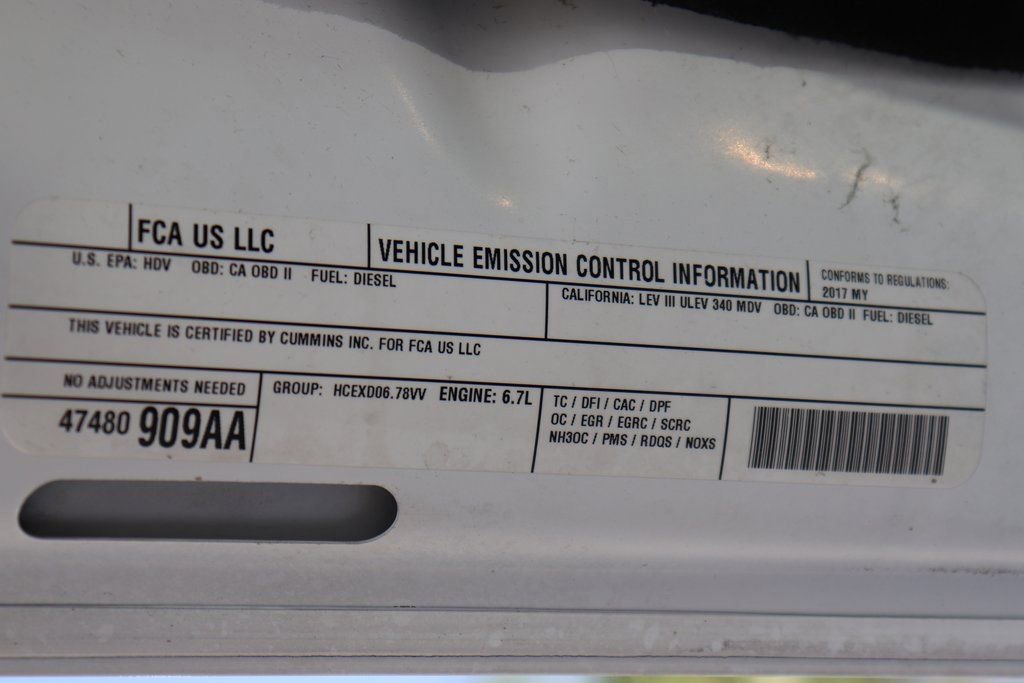 FCA US LLC
VEHICLE EMISSION CONTROL INFORMATION
CONFORMS TO REGULATIONS:
2017 MY
U.S. EPA: HDV OBD: CA OBD II FUEL: DIESEL
CALIFORNIA: LEV III ULEV 340 MDV OBD: CA OBD II FUEL: DIESEL
THIS VEHICLE IS CERTIFIED BY CUMMINS INC. FOR FCA US LLC
NO ADJUSTMENTS NEEDED
47480 909AA
GROUP: HCEXD06.78VV ENGINE: 6.7L
TC / DFI / CAC / DPF
OC / EGR / EGRC / SCRC
NH3OC / PMS / RDQS / NOXS